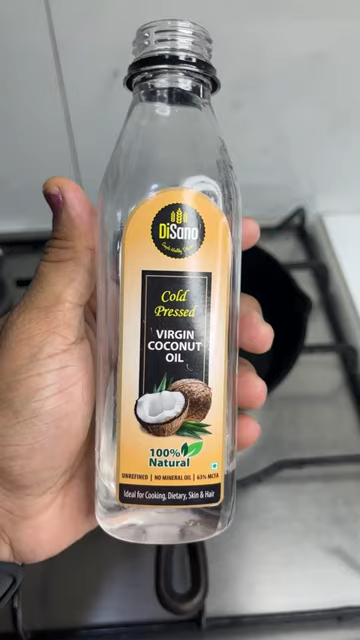 DiSano
Cold
Pressed
VIRGIN
COCONUT
OIL
100%
Natural
UNREFINED | NO MINERAL OIL | 63% MCFA
Ideal for Cooking, Dietary, Skin & Hair